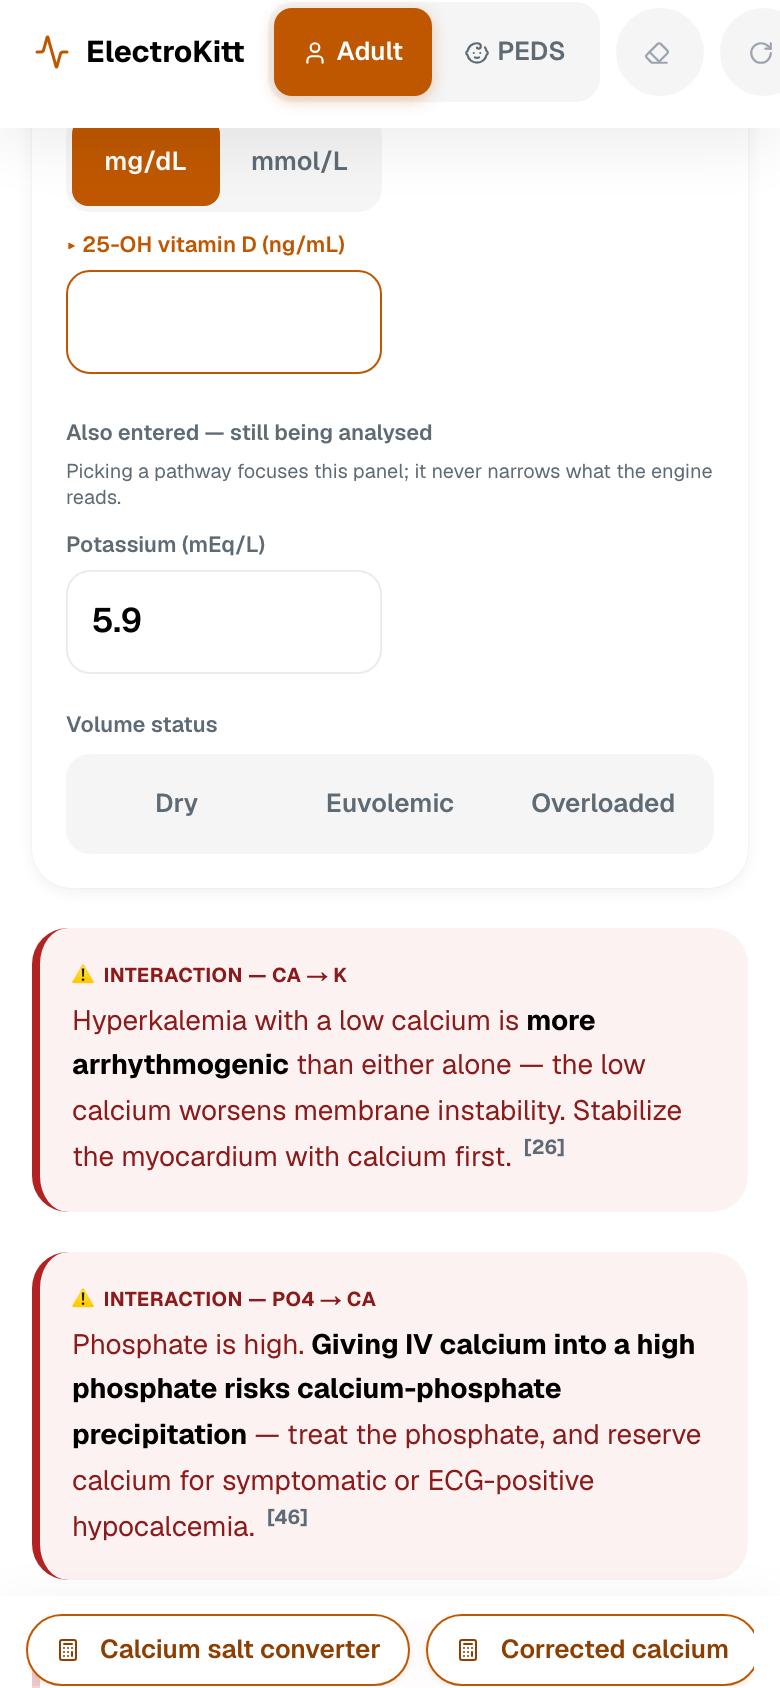 ElectroKitt
Adult
PEDS
mg/dL
mmol/L
▸ 25-OH vitamin D (ng/mL)
Also entered — still being analysed
Picking a pathway focuses this panel; it never narrows what the engine
reads.
Potassium (mEq/L)
5.9
Volume status
Dry
Euvolemic
Overloaded
⚠️ INTERACTION — CA → K
Hyperkalemia with a low calcium is more
arrhythmogenic than either alone — the low
calcium worsens membrane instability. Stabilize
the myocardium with calcium first. [26]
⚠️ INTERACTION — PO4 → CA
Phosphate is high. Giving IV calcium into a high
phosphate risks calcium-phosphate
precipitation — treat the phosphate, and reserve
calcium for symptomatic or ECG-positive
hypocalcemia. [46]
Calcium salt converter
Corrected calcium